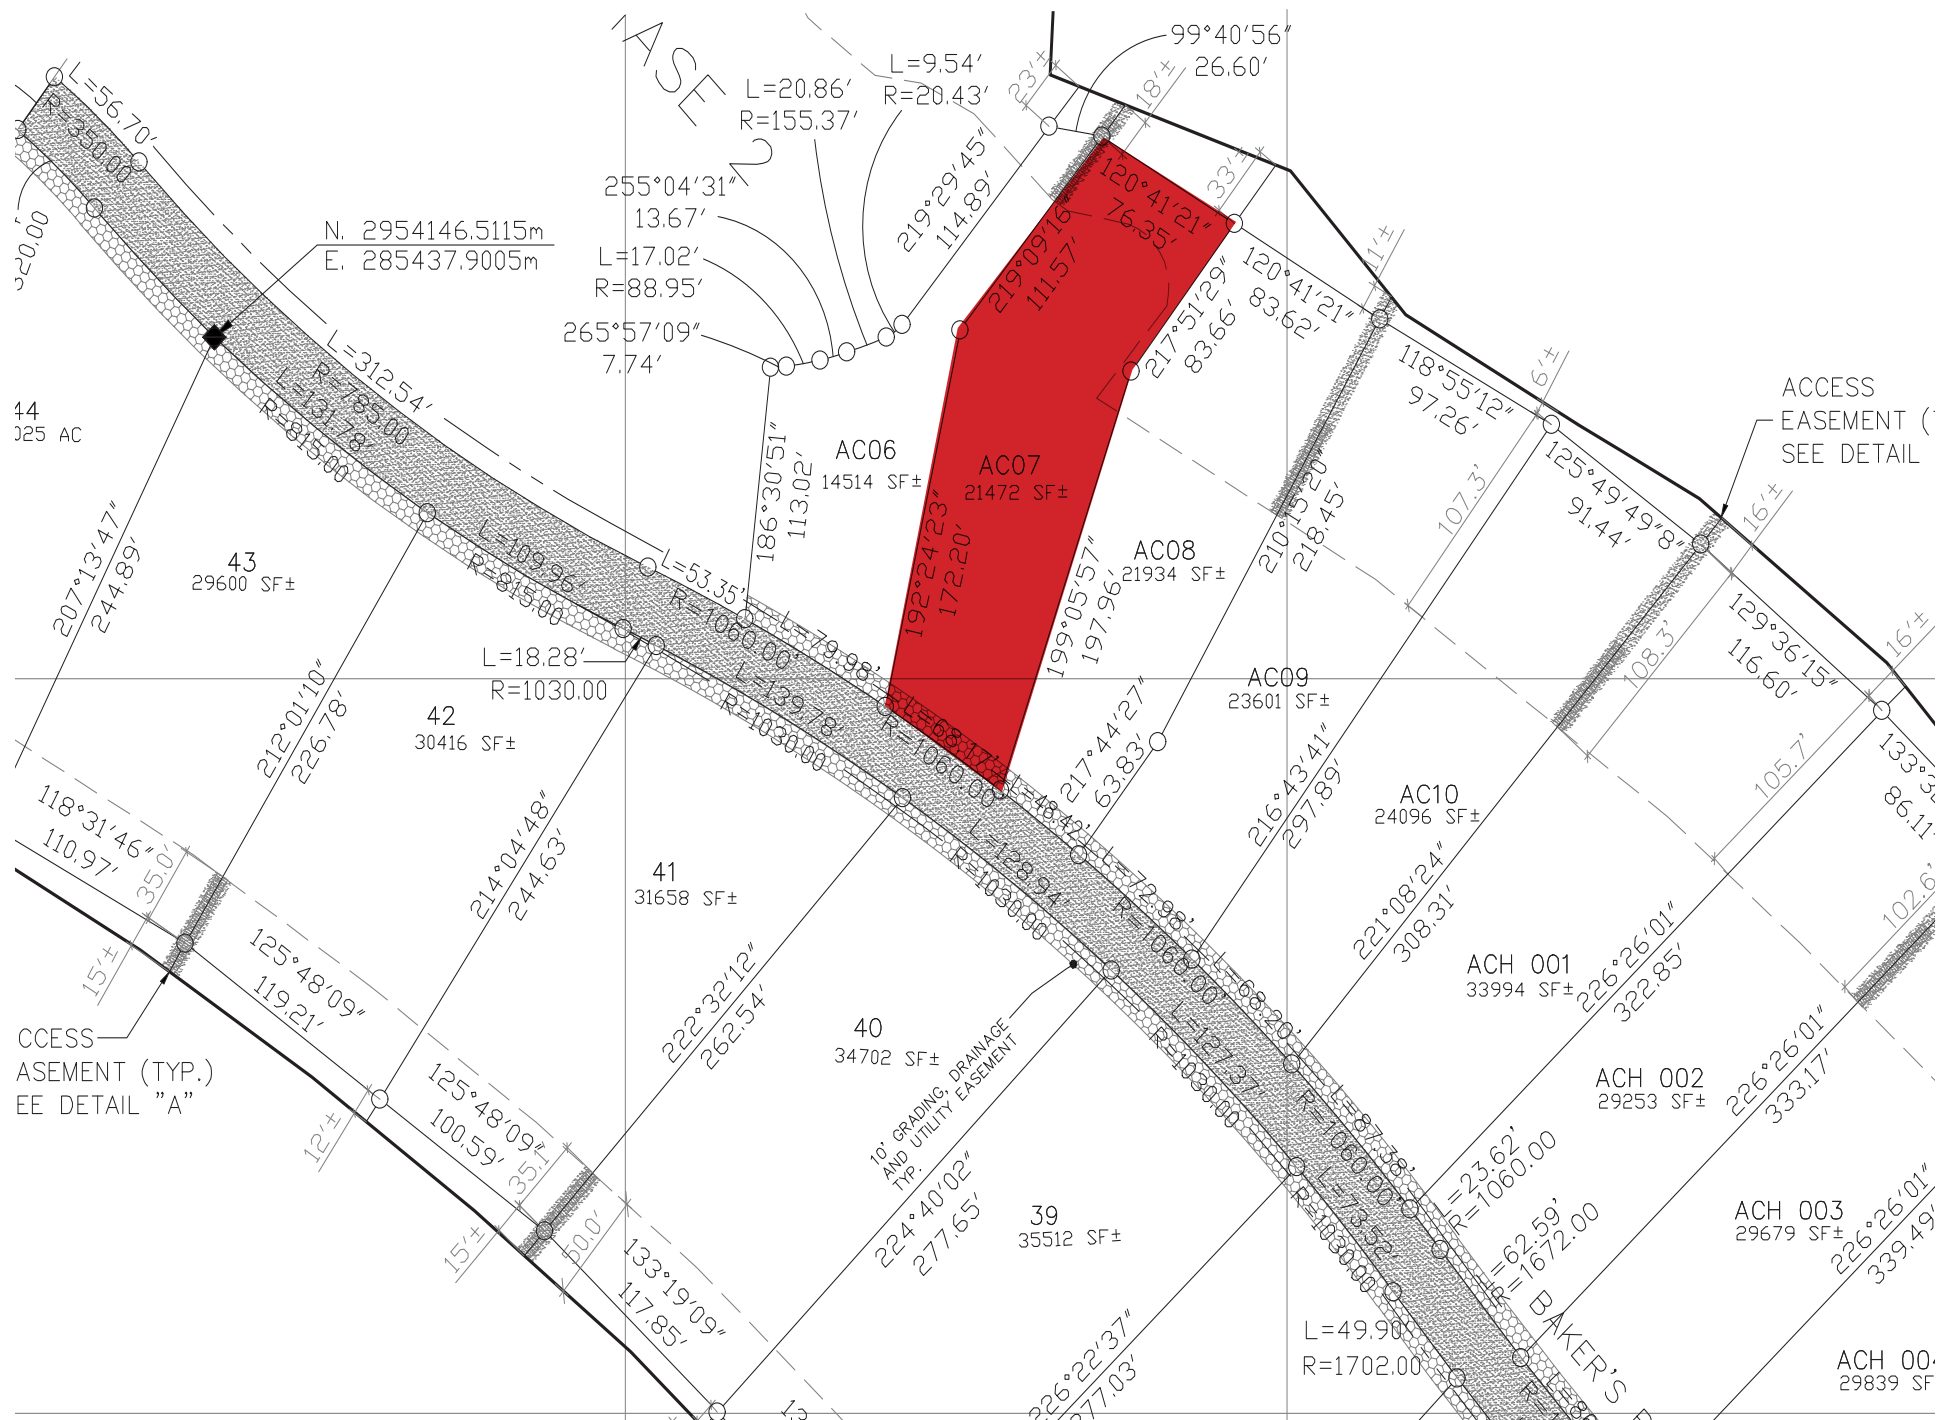 HASE 2
99°40'56"
26.60'
L=9.54'
R=20.43'
L=20.86'
R=155.37'
23'±
18'±
33'±
11'±
6'±
L=56.70'
R=350.00
255°04'31"
13.67'
L=17.02'
R=88.95'
265°57'09"
7.74'
219°29'45"
114.89'
N. 2954146.5115m
E. 285437.9005m
120°41'21"
76.35'
219°09'16"
111.57'
217°51'29"
83.66'
120°41'21"
83.62'
118°55'12"
97.26'
ACCESS
EASEMENT (T
SEE DETAIL
L=312.54'
R=785.00
L=131.78'
R=815.00
320.00
44
025 AC
AC06
14514 SF±
AC07
21472 SF±
186°30'51"
113.02'
192°24'23"
172.20'
199°05'57"
197.96'
AC08
21934 SF±
210°15'20"
218.45'
107.3'
125°49'49"8"
91.44'
16'±
207°13'47"
244.89'
43
29600 SF±
L=109.96'
R=815.00
L=53.35'
R=1060.00'
L=79.98'
L=18.28'
R=1030.00
L=139.78'
R=1030.00
L=68.17'
R=1060.00'
AC09
23601 SF±
108.3'
129°36'15"
116.60'
16'±
42
30416 SF±
212°01'10"
226.78'
217°44'27"
63.83'
216°43'41"
297.89'
AC10
24096 SF±
105.7'
133°3
86.11'
118°31'46"
110.97'
35.0'
15'±
214°04'48"
244.63'
41
31658 SF±
L=48.42'
L=128.94'
R=1030.00
L=72.98'
R=1060.00'
221°08'24"
308.31'
ACH 001
33994 SF±
226°26'01"
322.85'
102.6'
125°48'09"
119.21'
222°32'12"
262.54'
40
34702 SF±
10' GRADING, DRAINAGE
AND UTILITY EASEMENT
TYP.
L=68.20'
R=1060.00'
L=127.37'
R=1030.00
CCESS
ASEMENT (TYP.)
EE DETAIL "A"
12'±
125°48'09"
100.59'
35.1'
15'±
50.0'
ACH 002
29253 SF±
226°26'01"
333.17'
L=87.38'
=23.62'
R=1060.00
=62.59'
R=1672.00
224°40'02"
277.65'
39
35512 SF±
L=73.52'
R=1030.00
ACH 003
29679 SF±
226°26'01"
339.49'
133°19'09"
117.85'
226°22'37"
277.03'
L=49.90'
R=1702.00
BAKER'S
ACH 004
29839 SF